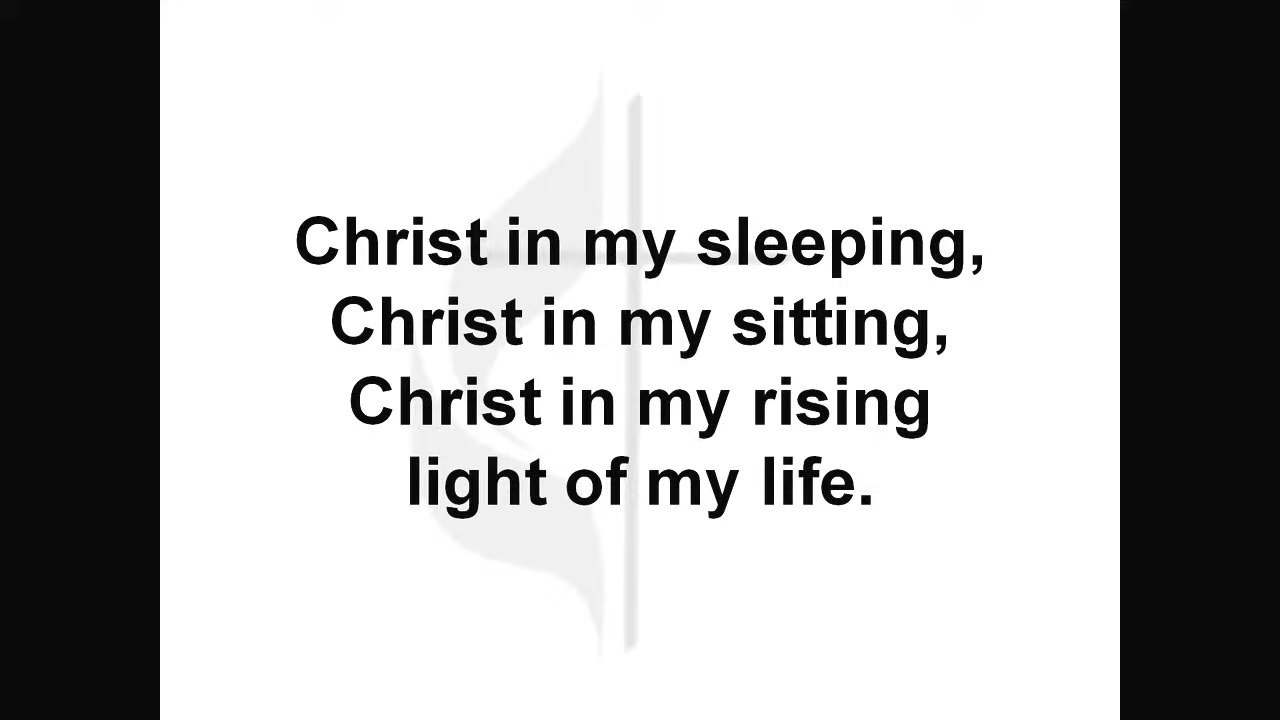 Christ in my sleeping,
Christ in my sitting,
Christ in my rising
light of my life.